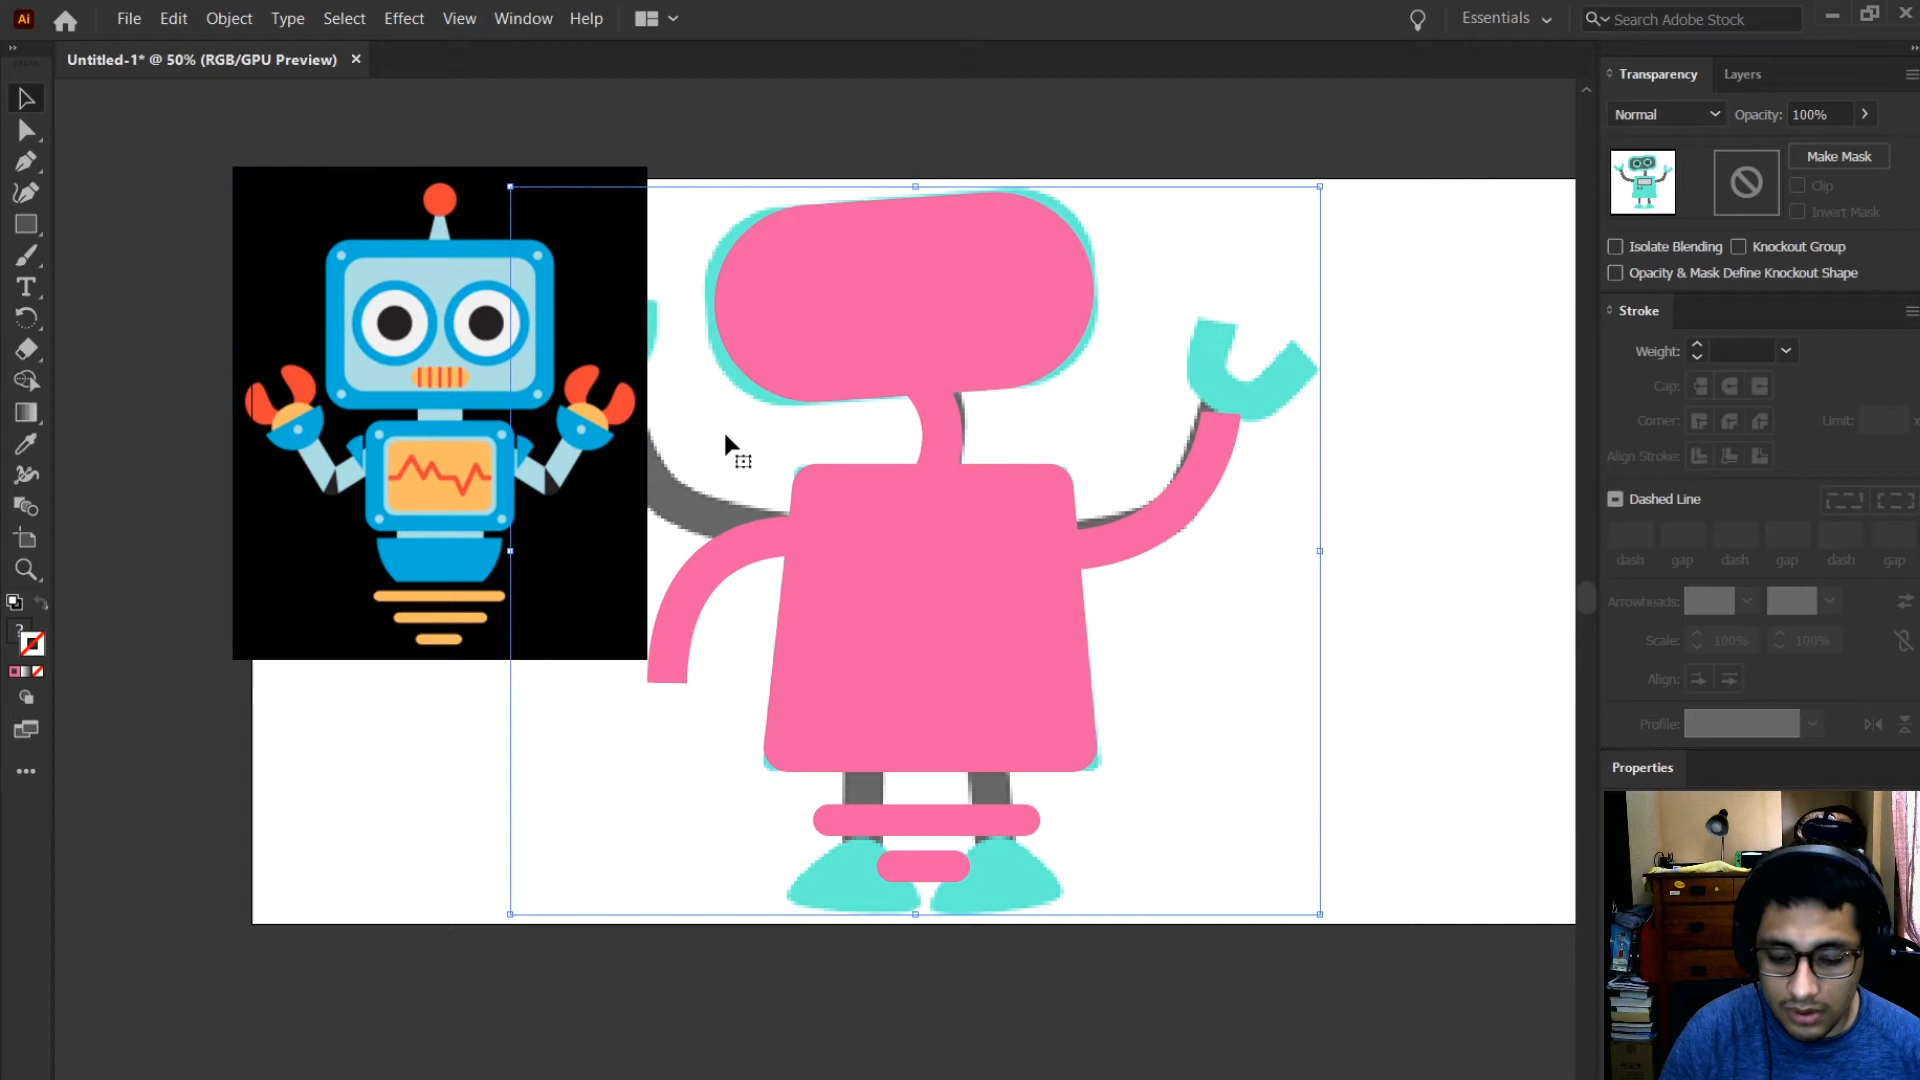 Ai File Edit Object Type Select Effect View Window Help Essentials Search Adobe Stock
Untitled-1* @ 50% (RGB/GPU Preview)
Transparency Layers
Normal Opacity: 100%
Make Mask
Clip
Invert Mask
Isolate Blending Knockout Group
Opacity & Mask Define Knockout Shape
Stroke
Weight:
Cap:
Corner: Limit: x
Align Stroke:
Dashed Line
dash gap dash gap dash gap
Arrowheads:
Scale: 100% 100%
Align:
Profile:
Properties
T
?